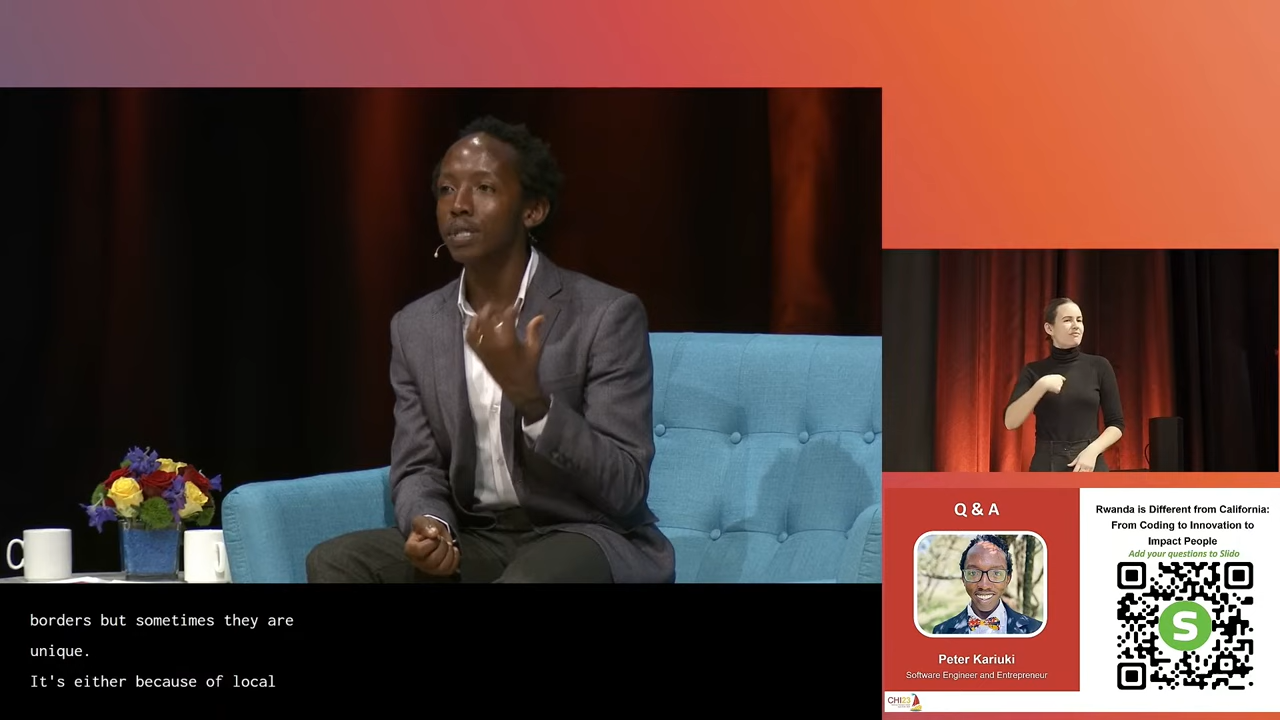 borders but sometimes they are
unique.
It's either because of local
Q & A
Peter Kariuki
Software Engineer and Entrepreneur
CHI23
Rwanda is Different from California:
From Coding to Innovation to
Impact People
Add your questions to Slido
S